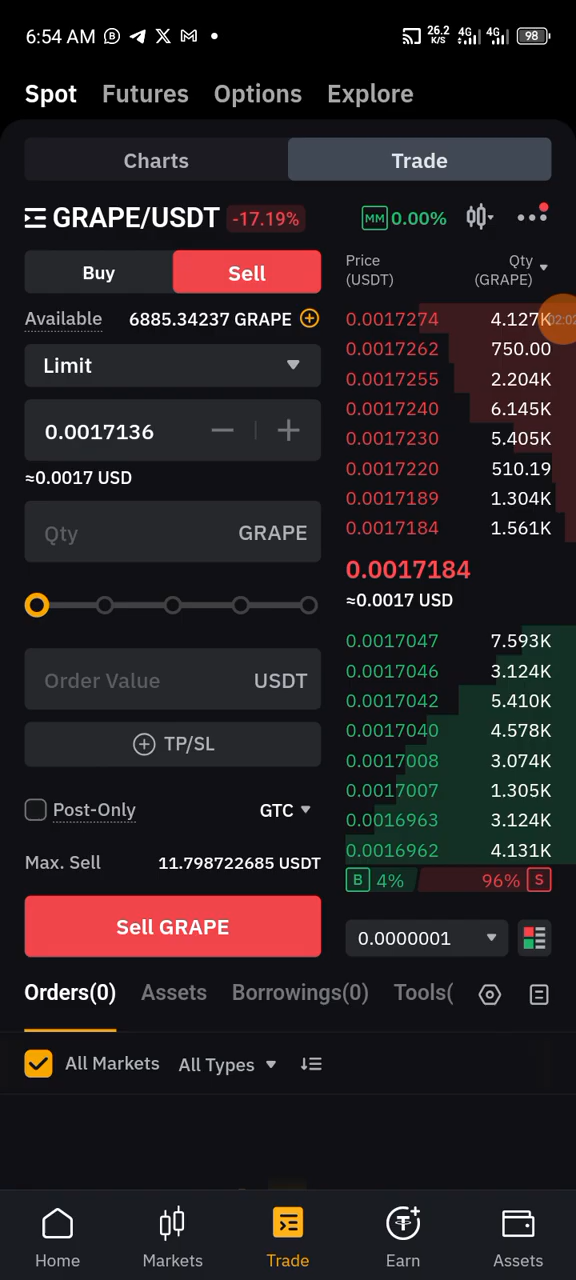 6:54 AM 26.2 K/S 4G 4G 98
Spot Futures Options Explore
Charts Trade
GRAPE/USDT -17.19% MM 0.00%
Buy Sell
Available 6885.34237 GRAPE
Limit
0.0017136
≈0.0017 USD
Qty GRAPE
Order Value USDT
TP/SL
Post-Only GTC
Max. Sell 11.798722685 USDT
Sell GRAPE
Price (USDT) Qty (GRAPE)
0.0017274 4.127K
02:02
0.0017262 750.00
0.0017255 2.204K
0.0017240 6.145K
0.0017230 5.405K
0.0017220 510.19
0.0017189 1.304K
0.0017184 1.561K
0.0017184
≈0.0017 USD
0.0017047 7.593K
0.0017046 3.124K
0.0017042 5.410K
0.0017040 4.578K
0.0017008 3.074K
0.0017007 1.305K
0.0016963 3.124K
0.0016962 4.131K
B 4% 96% S
0.0000001
Orders(0) Assets Borrowings(0) Tools(
All Markets All Types
Home Markets Trade Earn Assets